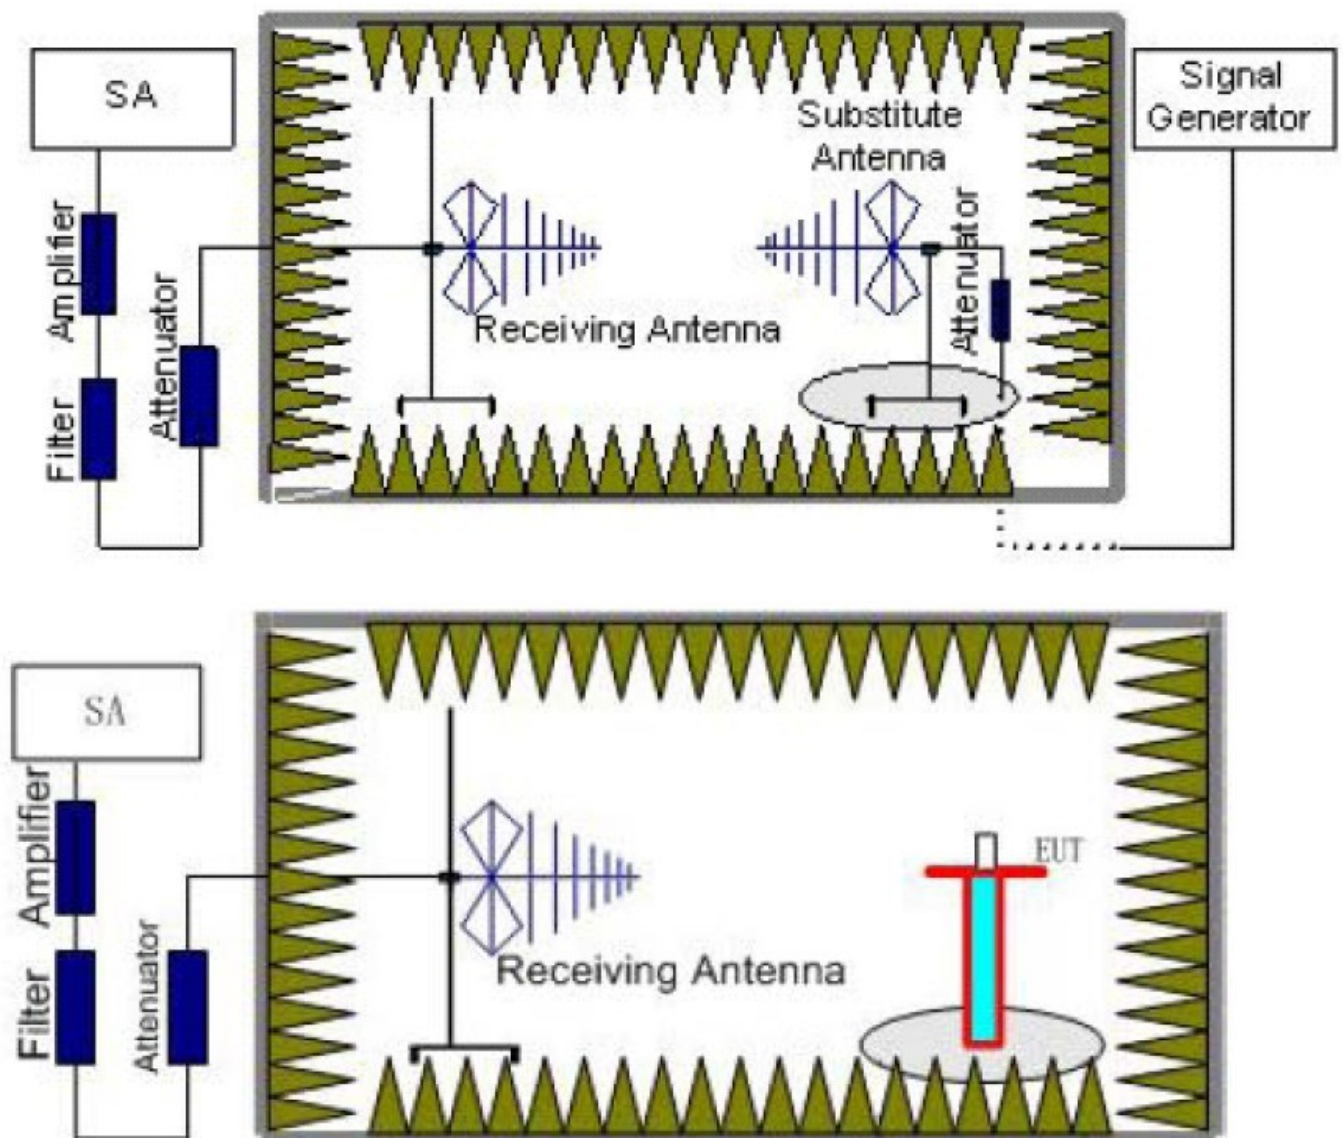 SA
Signal
Generator
Substitute
Antenna
Amplifier
Attenuator
Attenuator
Receiving Antenna
Filter
SA
Amplifier
EUT
Attenuator
Receiving Antenna
Filter